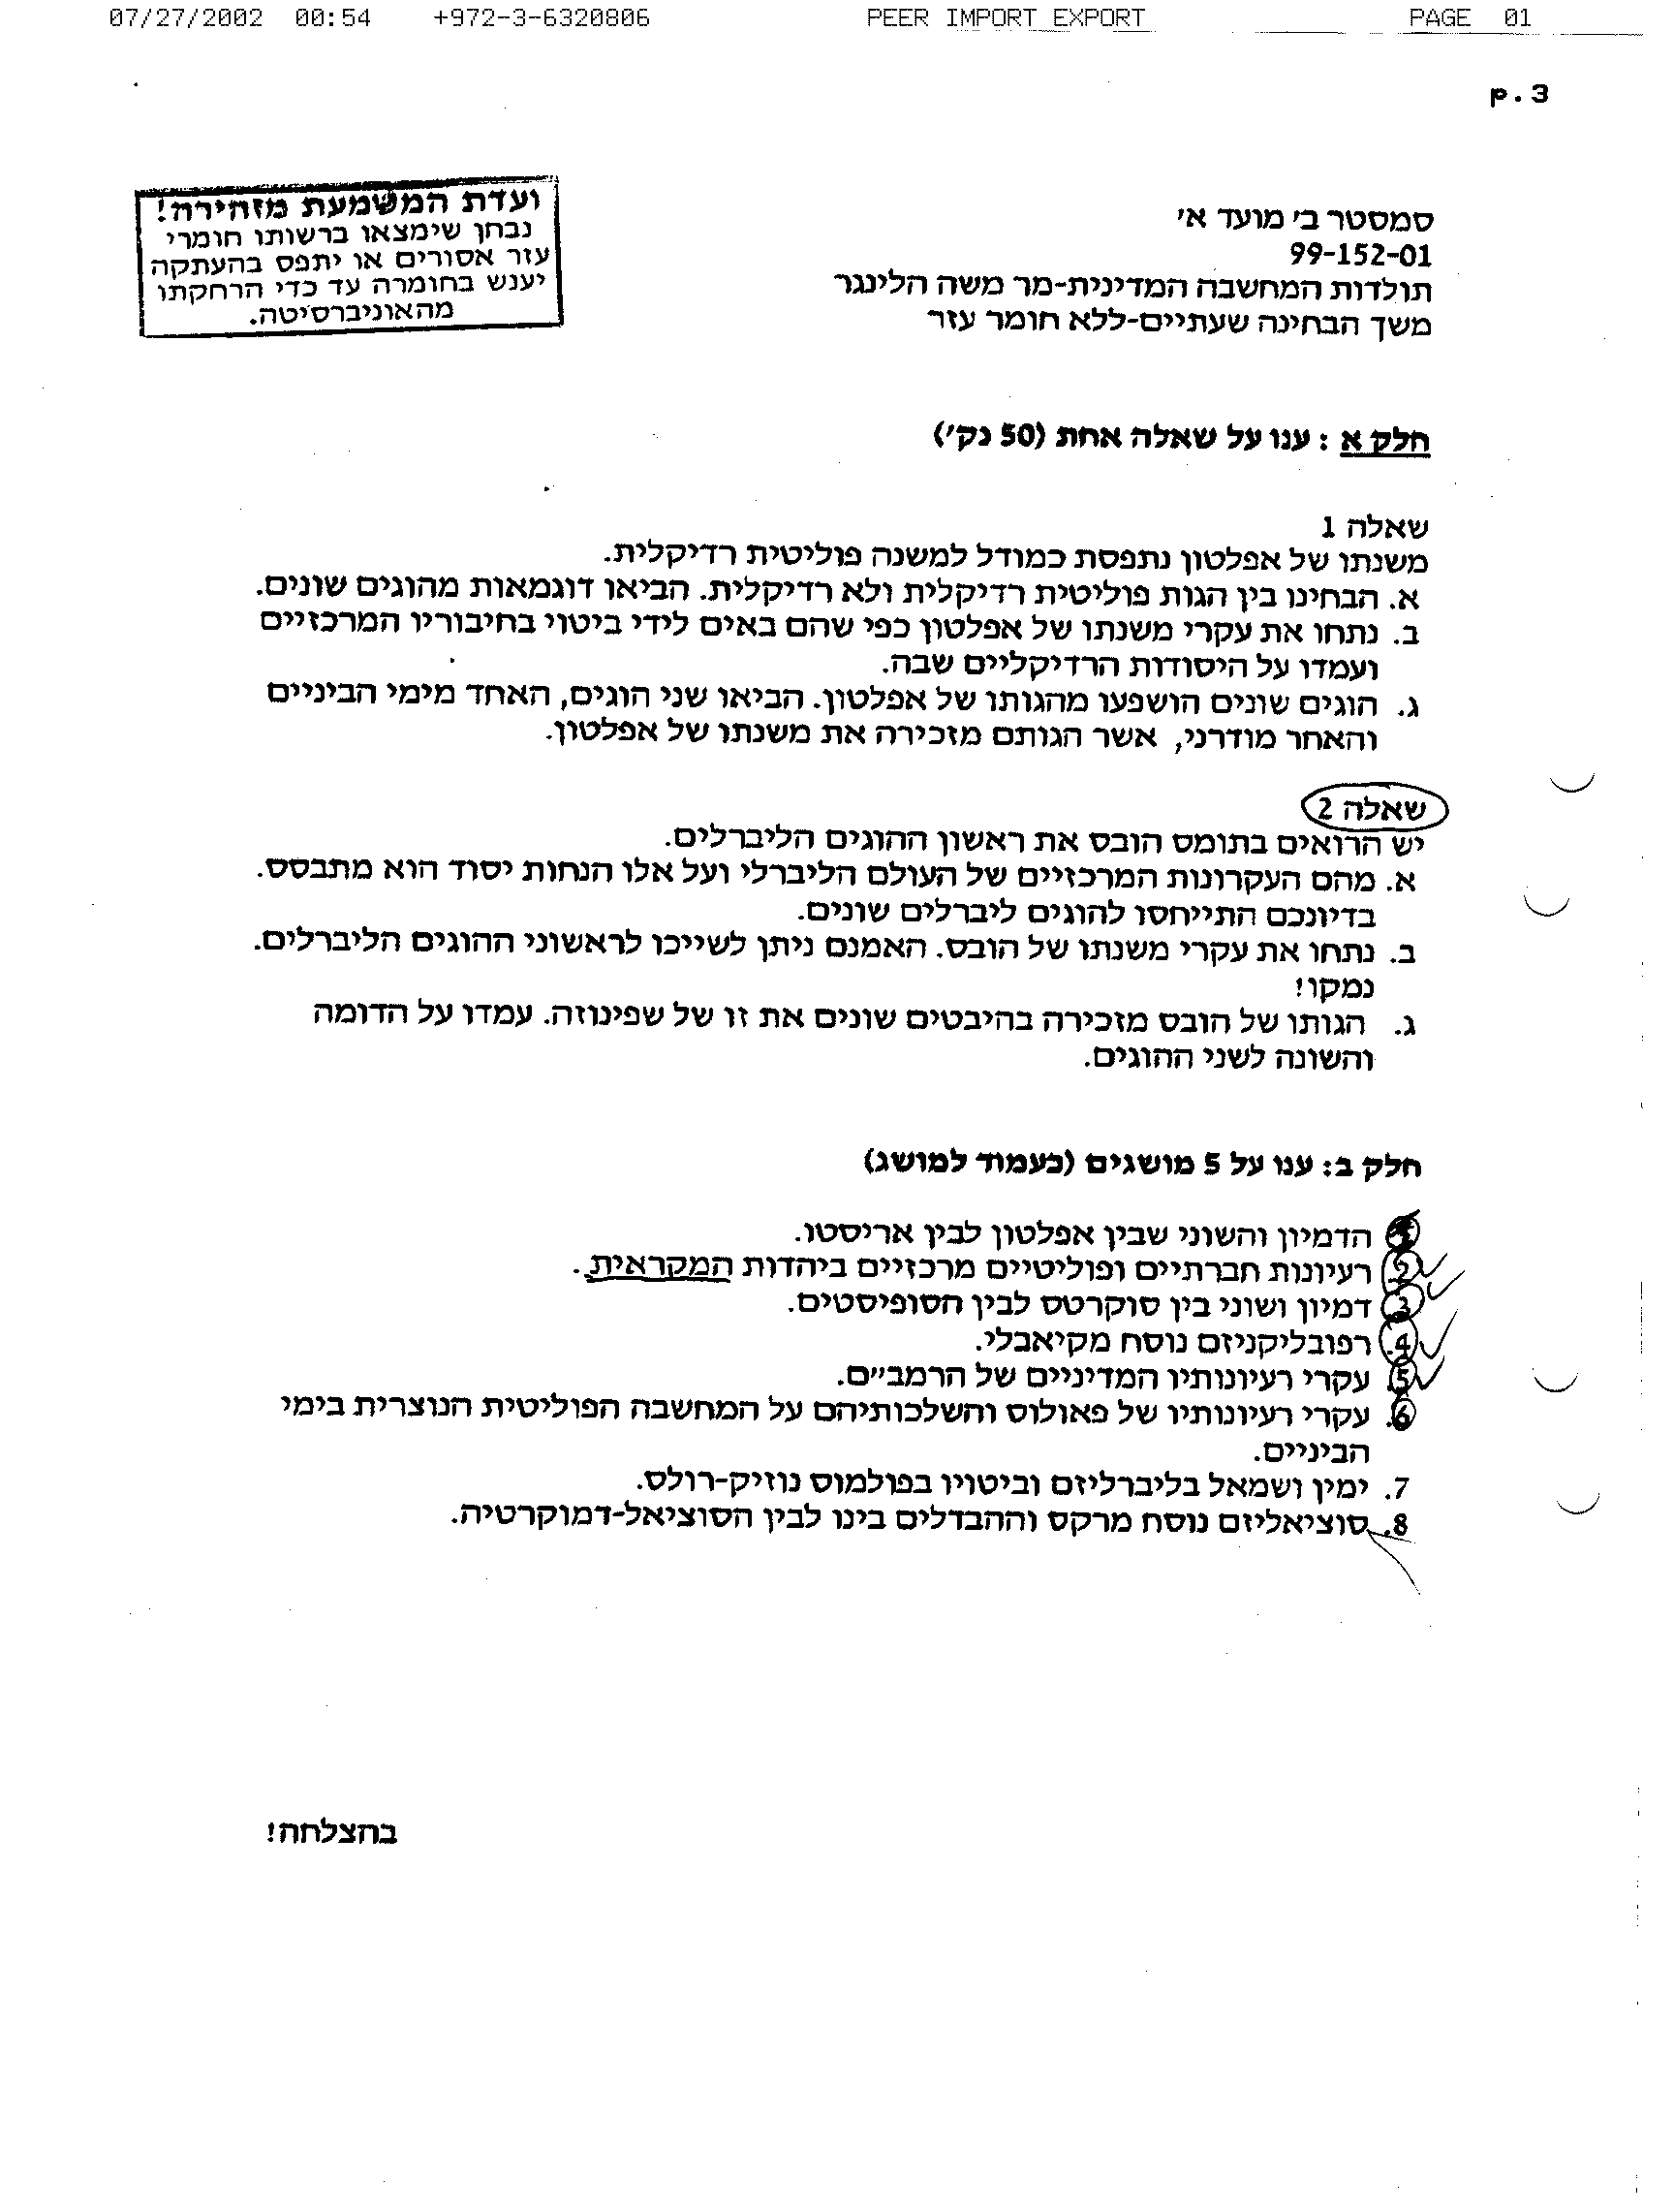 07/27/2002 00:54 +972-3-6320806 PEER IMPORT EXPORT PAGE 01
p.3
ועדת המשמעת מזהירה!
נבחן שימצאו ברשותו חומרי
עזר אסורים או יתפס בהעתקה
יענש בחומרה עד כדי הרחקתו
מהאוניברסיטה.
סמסטר ב' מועד א'
99-152-01
תולדות המחשבה המדינית-מר משה הלינגר
משך הבחינה שעתיים-ללא חומר עזר
חלק א: ענו על שאלה אחת (50 נק')
שאלה 1
משנתו של אפלטון נתפסת כמודל למשנה פוליטית רדיקלית.
א. הבחינו בין הגות פוליטית רדיקלית ולא רדיקלית. הביאו דוגמאות מהוגים שונים.
ב. נתחו את עקרי משנתו של אפלטון כפי שהם באים לידי ביטוי בחיבוריו המרכזיים
ועמדו על היסודות הרדיקליים שבה.
ג. הוגים שונים הושפעו מהגותו של אפלטון. הביאו שני הוגים, האחד מימי הביניים
והאחר מודרני, אשר הגותם מזכירה את משנתו של אפלטון.
שאלה 2
יש הרואים בתומס הובס את ראשון ההוגים הליברלים.
א. מהם העקרונות המרכזיים של העולם הליברלי ועל אלו הנחות יסוד הוא מתבסס.
בדיונכם התייחסו להוגים ליברלים שונים.
ב. נתחו את עקרי משנתו של הובס. האמנם ניתן לשייכו לראשוני ההוגים הליברלים.
נמקו!
ג. הגותו של הובס מזכירה בהיבטים שונים את זו של שפינוזה. עמדו על הדומה
והשונה לשני ההוגים.
חלק ב: ענו על 5 מושגים (כעמוד למושג)
1. הדמיון והשוני שבין אפלטון לבין אריסטו.
2. רעיונות חברתיים ופוליטיים מרכזיים ביהדות המקראית.
3. דמיון ושוני בין סוקרטס לבין הסופיסטים.
4. רפובליקניזם נוסח מקיאבלי.
5. עקרי רעיונותיו המדיניים של הרמב״ם.
6. עקרי רעיונותיו של פאולוס והשלכותיהם על המחשבה הפוליטית הנוצרית בימי
הביניים.
7. ימין ושמאל בליברליזם וביטויו בפולמוס נוזיק-רולס.
8. סוציאליזם נוסח מרקס וההבדלים בינו לבין הסוציאל-דמוקרטיה.
בהצלחה!